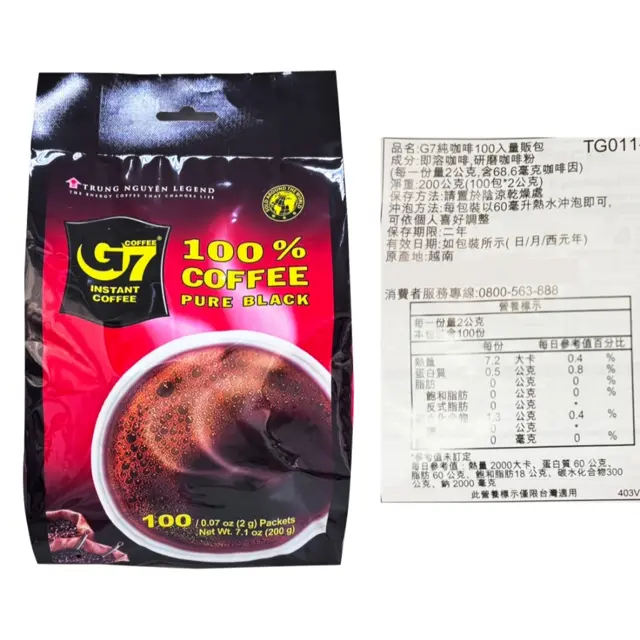 TRUNG NGUYÊN LEGEND
THE ENERGY COFFEE THAT CHANGES LIFE
COFFEE
G7
INSTANT
COFFEE
100%
COFFEE
PURE BLACK
100 / 0.07 oz (2 g) Packets
Net Wt. 7.1 oz (200 g)
品名:G7純咖啡100入量販包 TG011
成分:即溶咖啡,研磨咖啡粉
(每一份量2公克,含68.6毫克咖啡因)
淨重:200公克(100包*2公克)
保存方法:請置於陰涼乾燥處
沖泡方法:每包裝以60毫升熱水沖泡即可,
可依個人喜好調整
保存期限:二年
有效日期:如包裝所示(日/月/西元年)
原產地:越南
消費者服務專線:0800-563-888
營養標示
每一份量2公克
本包裝含100份
每份 每日參考值百分比
熱量 7.2 大卡 0.4 %
蛋白質 0.5 公克 0.8 %
脂肪 0 公克 0 %
飽和脂肪 0 公克 0 %
反式脂肪 0 公克 *
化合物 1.3 公克 0.4 %
0 公克 *
0 毫克 0 %
*參考值未訂定
每日參考值:熱量2000大卡、蛋白質60公克、
脂肪60公克、飽和脂肪18公克、碳水化合物300
公克、鈉2000毫克
此營養標示僅限台灣適用 403V